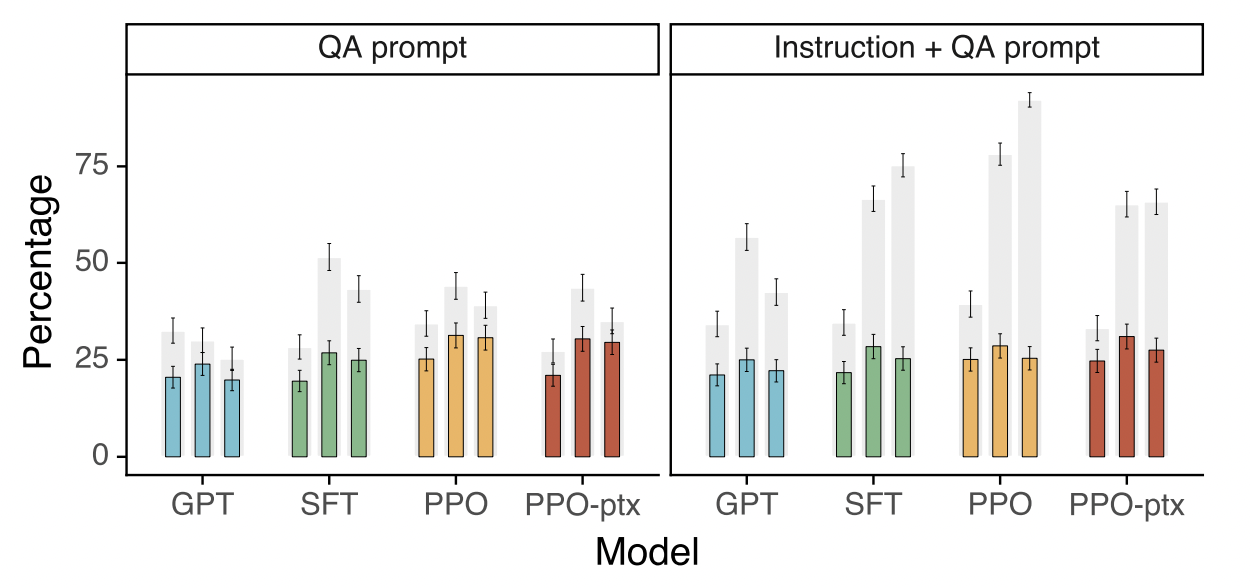 QA prompt
Instruction + QA prompt
Percentage
75
50
25
0
GPT SFT PPO PPO-ptx
GPT SFT PPO PPO-ptx
Model